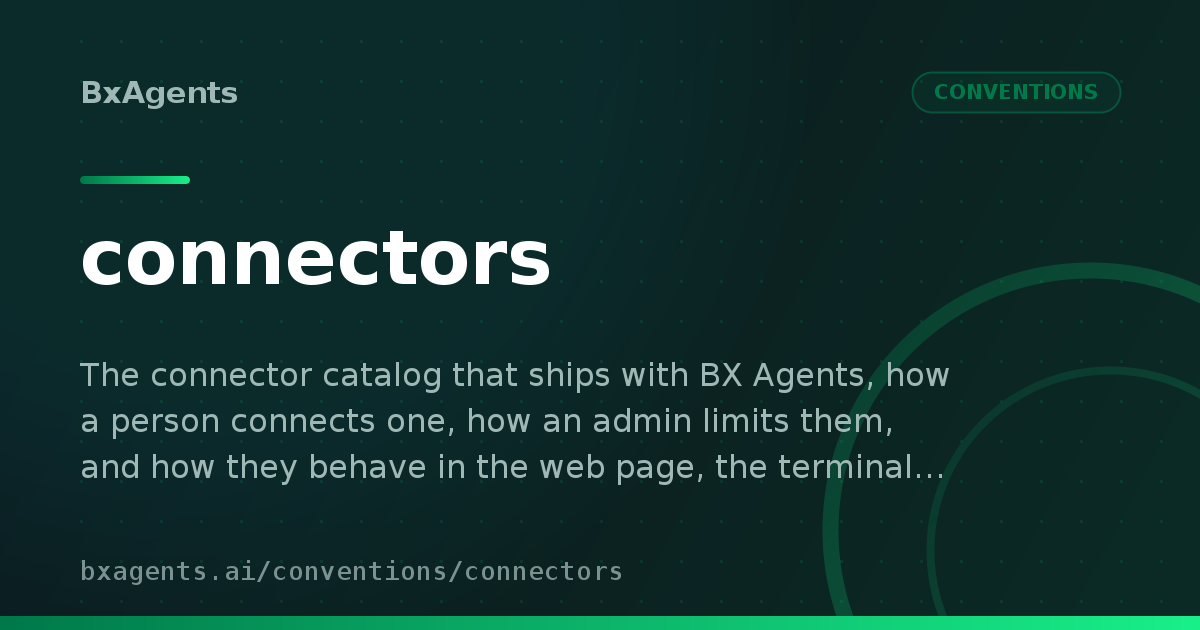 BxAgents
CONVENTIONS
connectors
The connector catalog that ships with BX Agents, how
a person connects one, how an admin limits them,
and how they behave in the web page, the terminal...
bxagents.ai/conventions/connectors